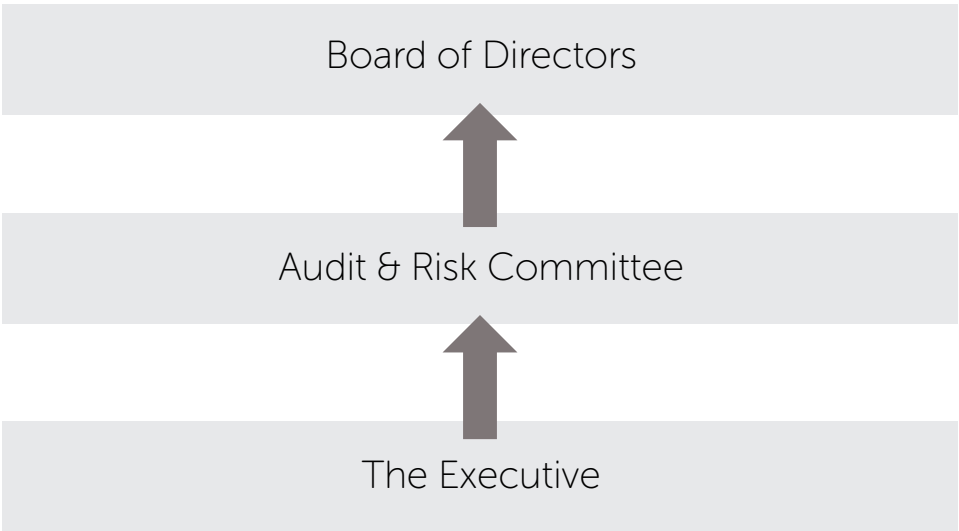 Board of Directors
Audit & Risk Committee
The Executive